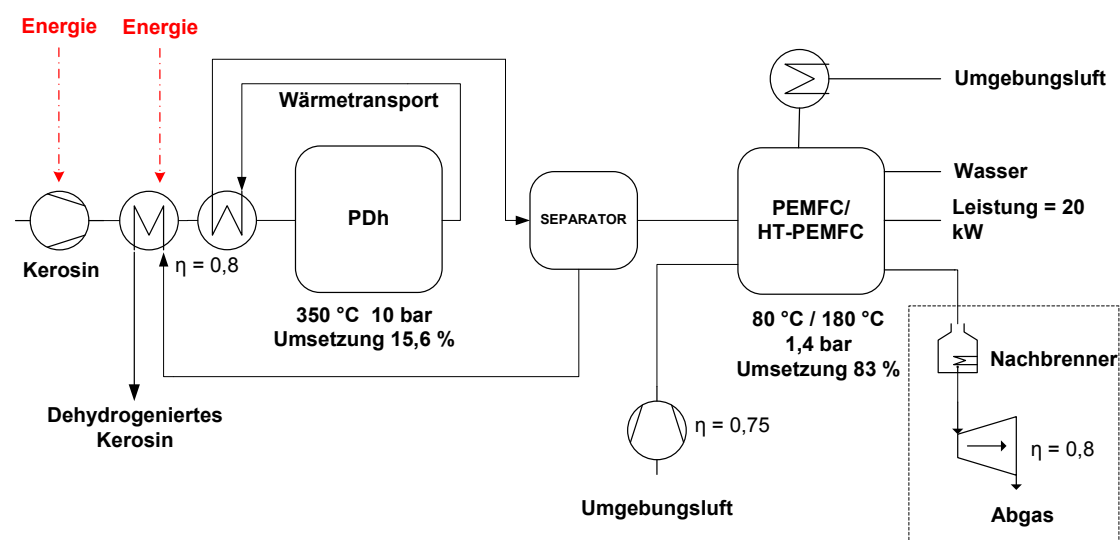 Energie
Energie
Wärmetransport
Umgebungsluft
Kerosin
η = 0,8
PDh
SEPARATOR
PEMFC/
HT-PEMFC
Wasser
Leistung = 20
kW
350 °C  10 bar
Umsetzung 15,6 %
80 °C / 180 °C
1,4 bar
Umsetzung 83 %
Nachbrenner
Dehydrogeniertes
Kerosin
η = 0,75
η = 0,8
Umgebungsluft
Abgas